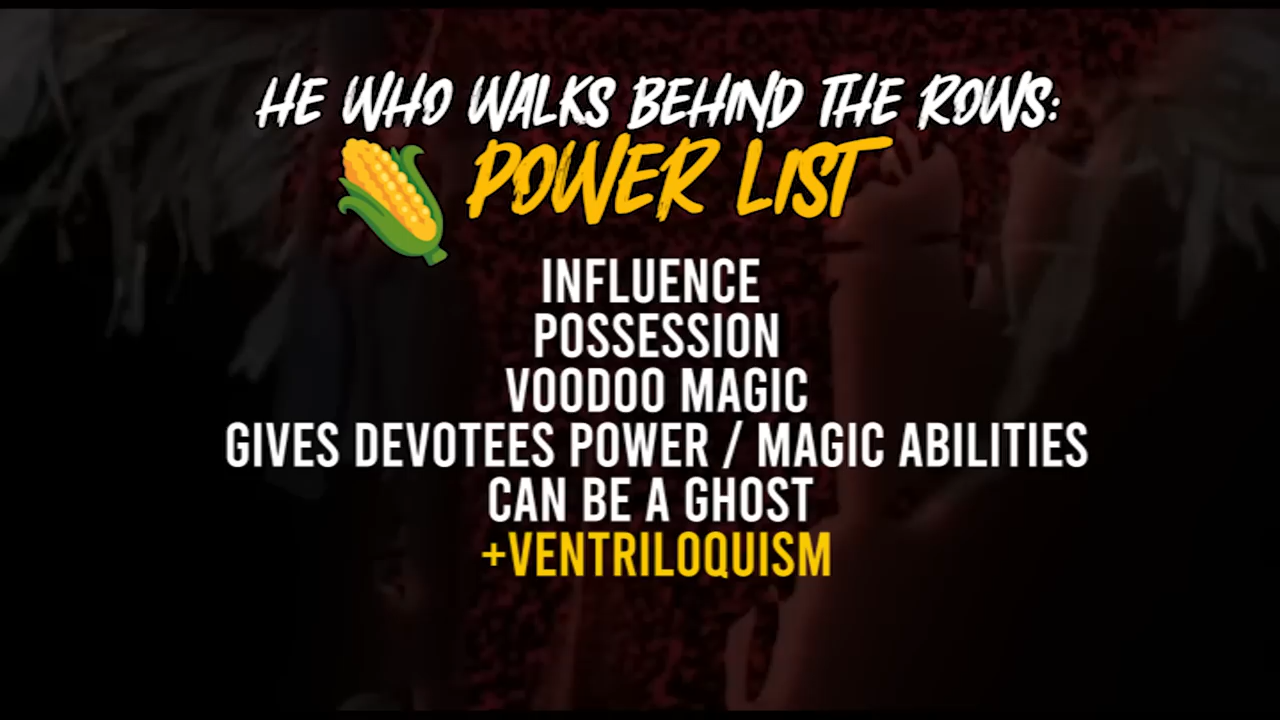 HE WHO WALKS BEHIND THE ROWS:
POWER LIST
INFLUENCE
POSSESSION
VOODOO MAGIC
GIVES DEVOTEES POWER / MAGIC ABILITIES
CAN BE A GHOST
+VENTRILOQUISM